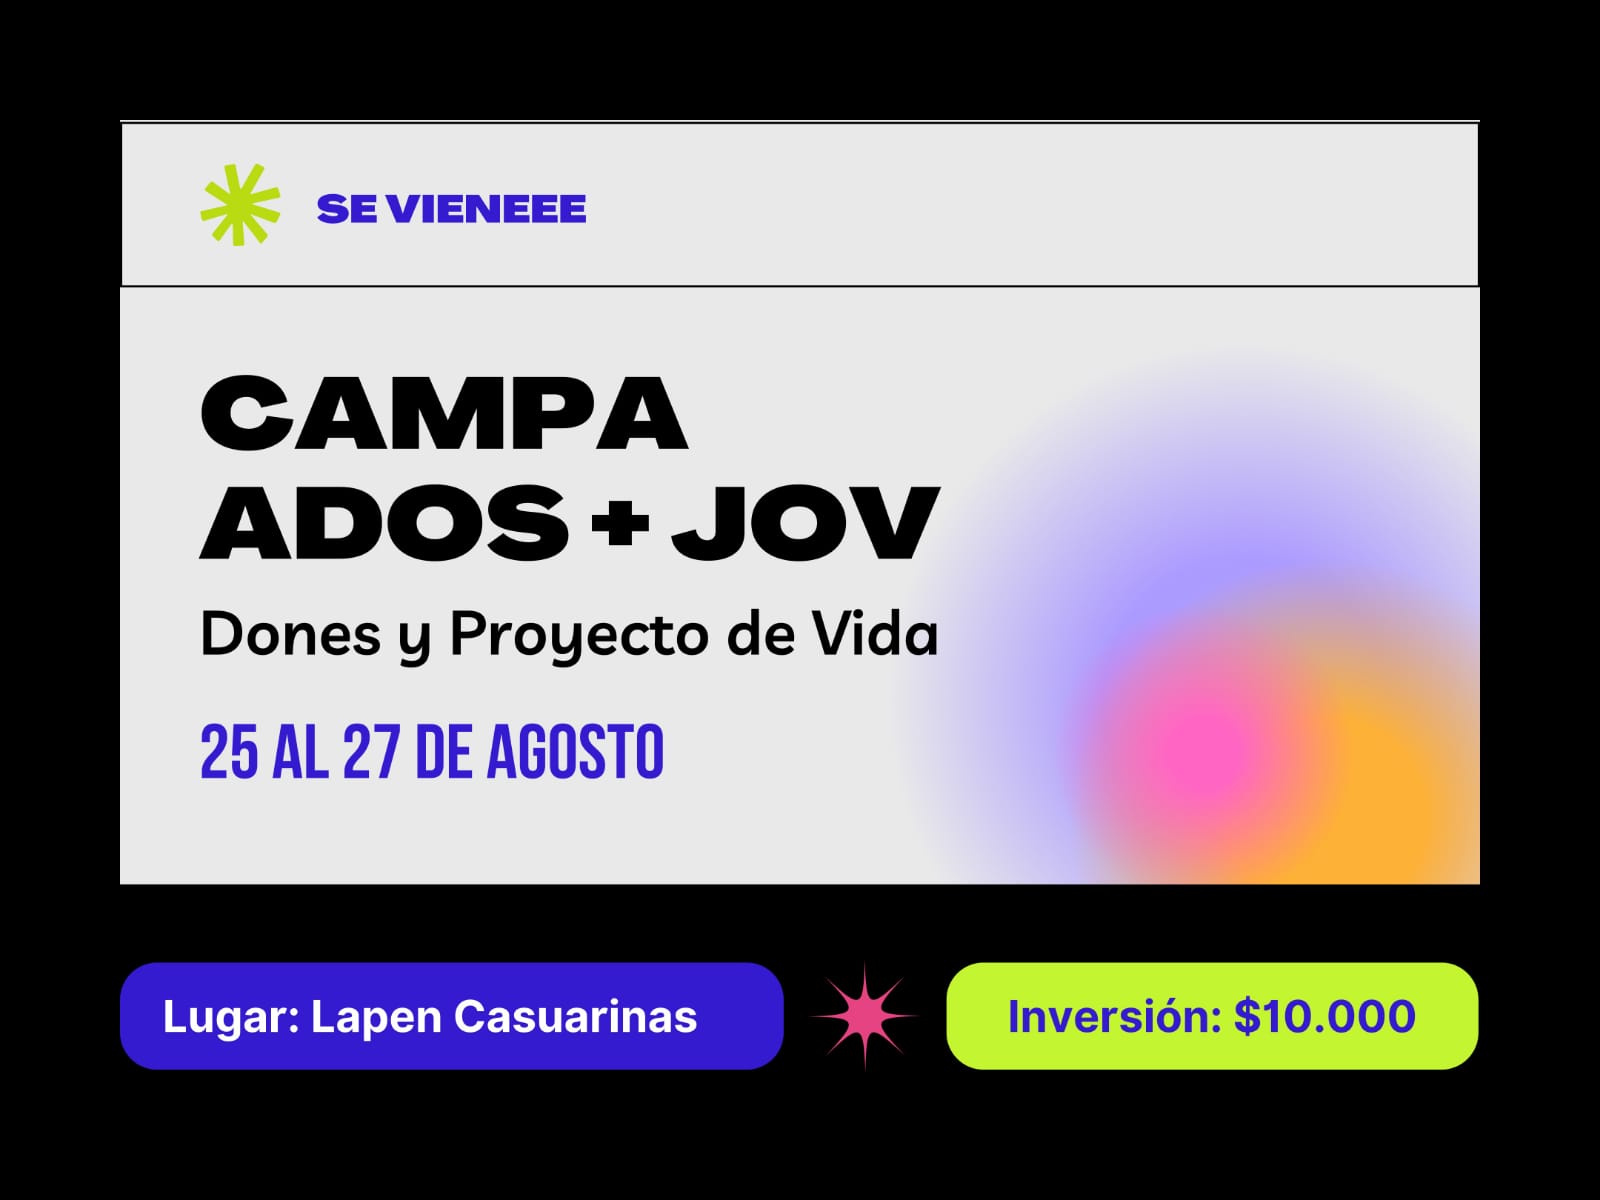 SE VIENEEE
CAMPA
ADOS + JOV
Dones y Proyecto de Vida
25 AL 27 DE AGOSTO
Lugar: Lapen Casuarinas
Inversión: $10.000